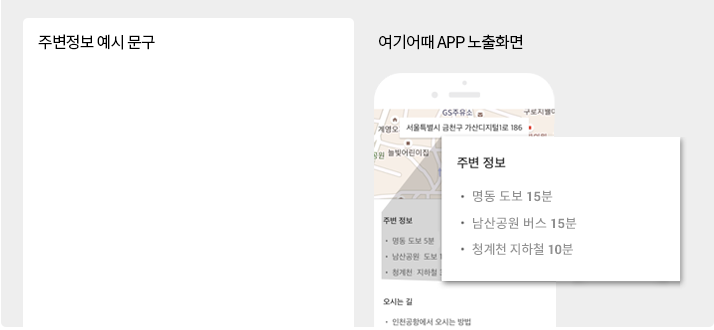 주변정보 예시 문구
여기어때 APP 노출화면
GS주유소
구로지밸
계명오
서울특별시 금천구 가산디지털1로 186
늘빛어린이집
공원
주변 정보
• 명동 도보 15분
• 남산공원 버스 15분
• 청계천 지하철 10분
주변 정보
• 명동 도보 5분
• 남산공원 도보
• 청계천 지하철
오시는 길
• 인천공항에서 오시는 방법